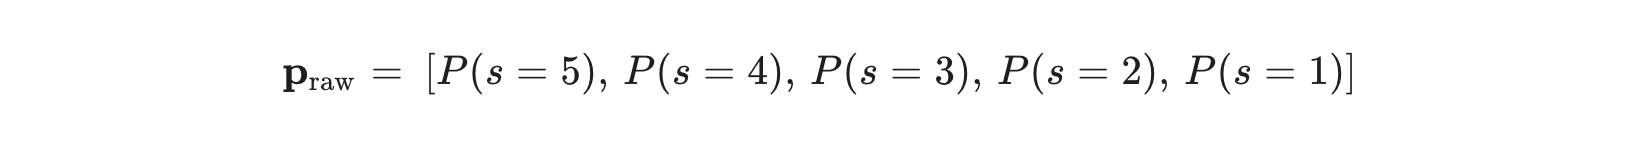 p_raw = [P(s = 5), P(s = 4), P(s = 3), P(s = 2), P(s = 1)]